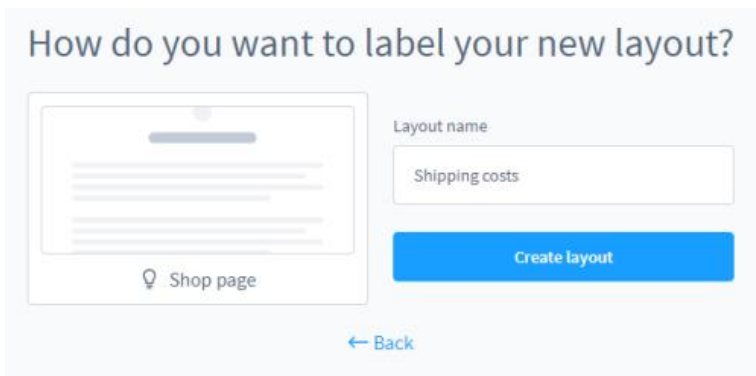 How do you want to label your new layout?
Layout name
Shipping costs
Create layout
Shop page
← Back